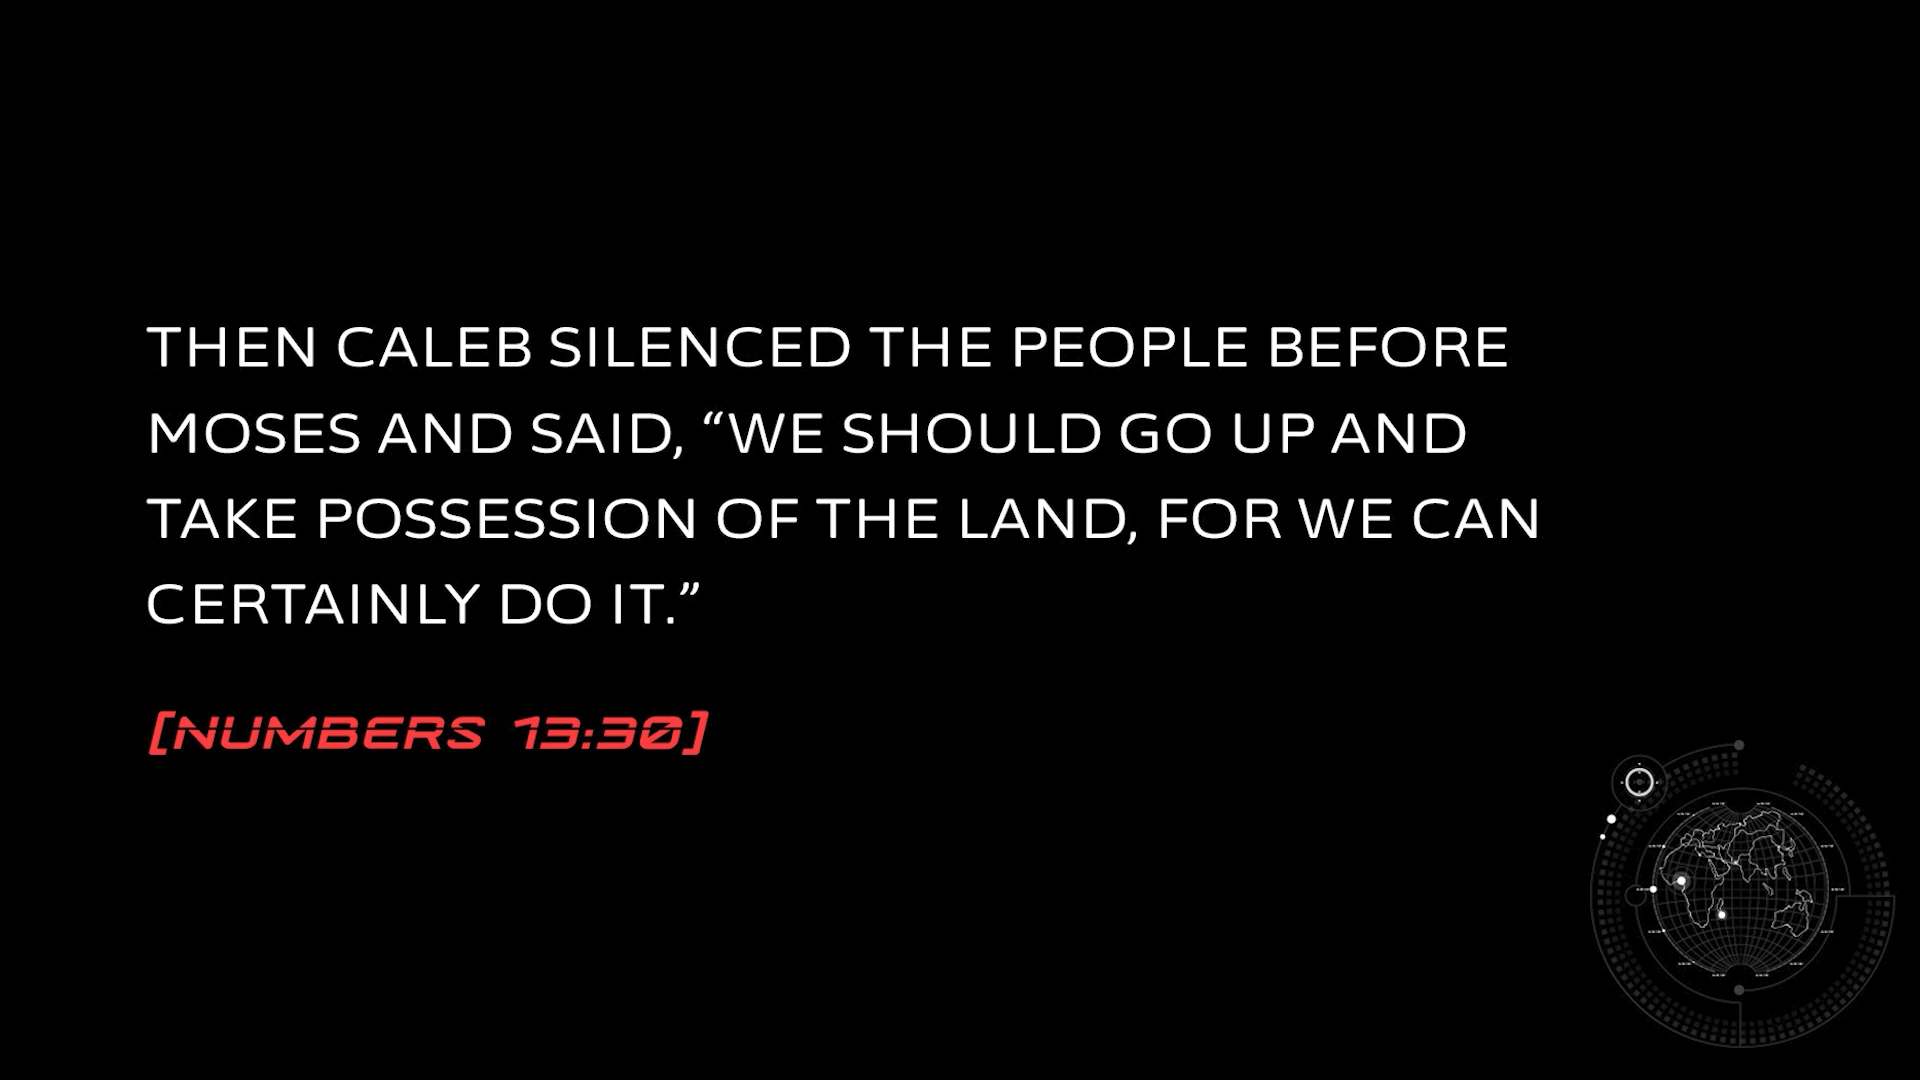 THEN CALEB SILENCED THE PEOPLE BEFORE
MOSES AND SAID, “WE SHOULD GO UP AND
TAKE POSSESSION OF THE LAND, FOR WE CAN
CERTAINLY DO IT.”
[NUMBERS 13:30]